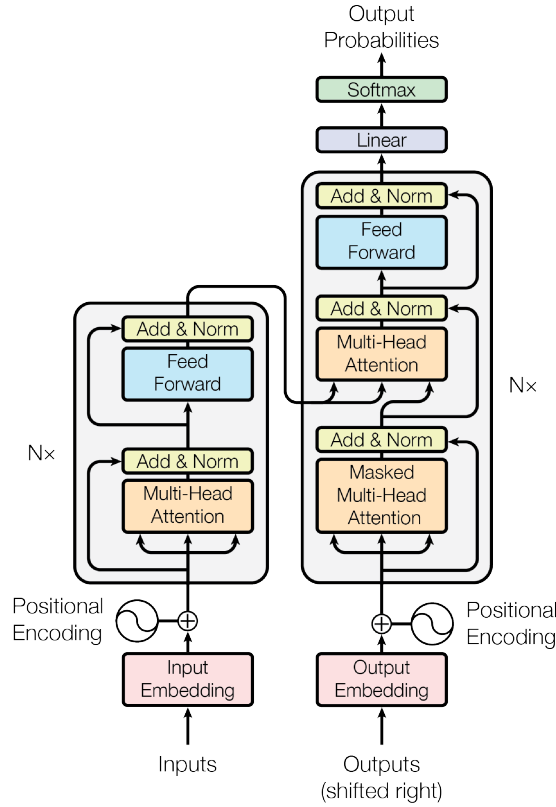 Output
Probabilities
Softmax
Linear
Add & Norm
Feed
Forward
Add & Norm
Multi-Head
Attention
Add & Norm
Masked
Multi-Head
Attention
N×
Add & Norm
Feed
Forward
Add & Norm
Multi-Head
Attention
N×
Positional
Encoding
Positional
Encoding
Input
Embedding
Output
Embedding
Inputs
Outputs
(shifted right)